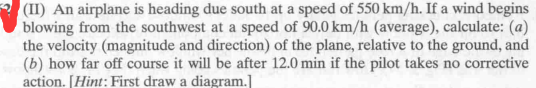 (II) An airplane is heading due south at a speed of 550 km/h. If a wind begins
blowing from the southwest at a speed of 90.0 km/h (average), calculate: (a)
the velocity (magnitude and direction) of the plane, relative to the ground, and
(b) how far off course it will be after 12.0 min if the pilot takes no corrective
action. [Hint: First draw a diagram.]